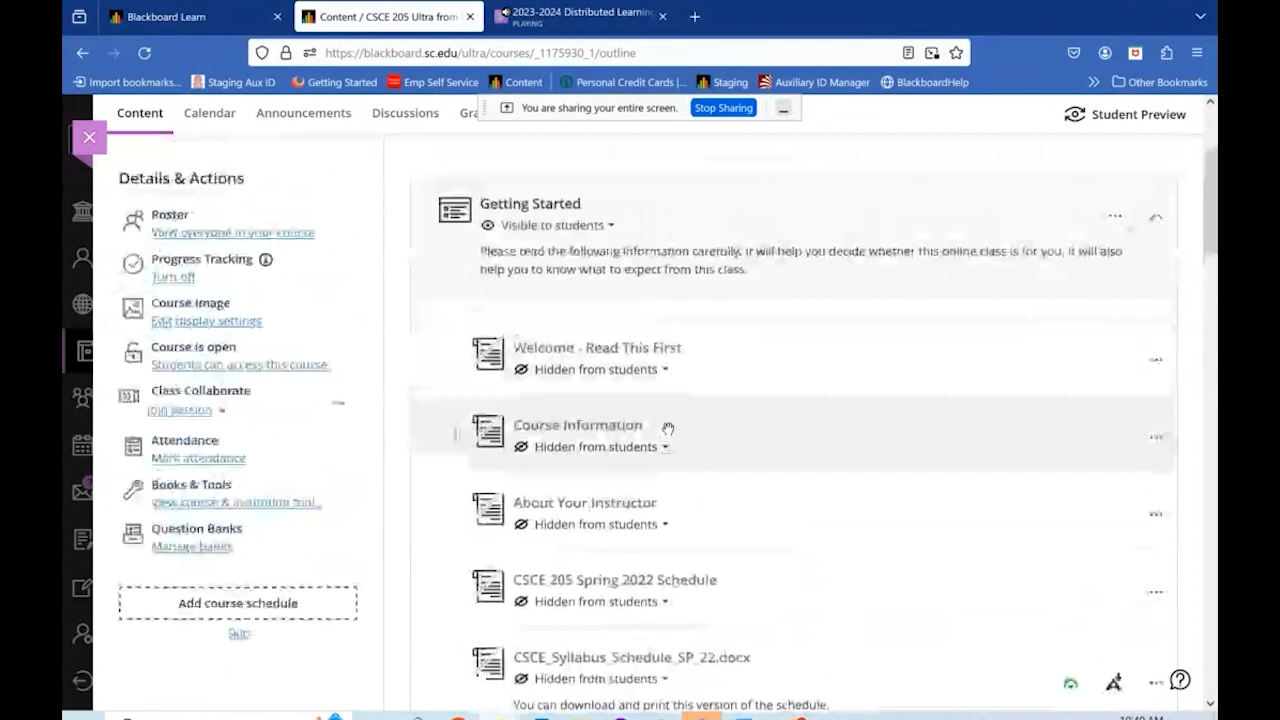 Blackboard Learn
Content / CSCE 205 Ultra from
2023-2024 Distributed Learning
PLAYING
https://blackboard.sc.edu/ultra/courses/_1175930_1/outline
Import bookmarks...
Staging Aux ID
Getting Started
Emp Self Service
Content
Personal Credit Cards |...
Staging
Auxiliary ID Manager
BlackboardHelp
Other Bookmarks
Content
Calendar
Announcements
Discussions
Gra
You are sharing your entire screen.
Stop Sharing
Student Preview
Details & Actions
Roster
View everyone in your course
Progress Tracking
Turn off
Course Image
Edit display settings
Course is open
Students can access this course
Class Collaborate
Join session
Attendance
Mark attendance
Books & Tools
View course & institution tool
Question Banks
Manage banks
Add course schedule
Skip
Getting Started
Visible to students
Please read the following information carefully, it will help you decide whether this online class is for you, it will also
help you to know what to expect from this class.
Welcome - Read This First
Hidden from students
Course Information
Hidden from students
About Your Instructor
Hidden from students
CSCE 205 Spring 2022 Schedule
Hidden from students
CSCE_Syllabus_Schedule_SP_22.docx
Hidden from students
You can download and print this version of the schedule.